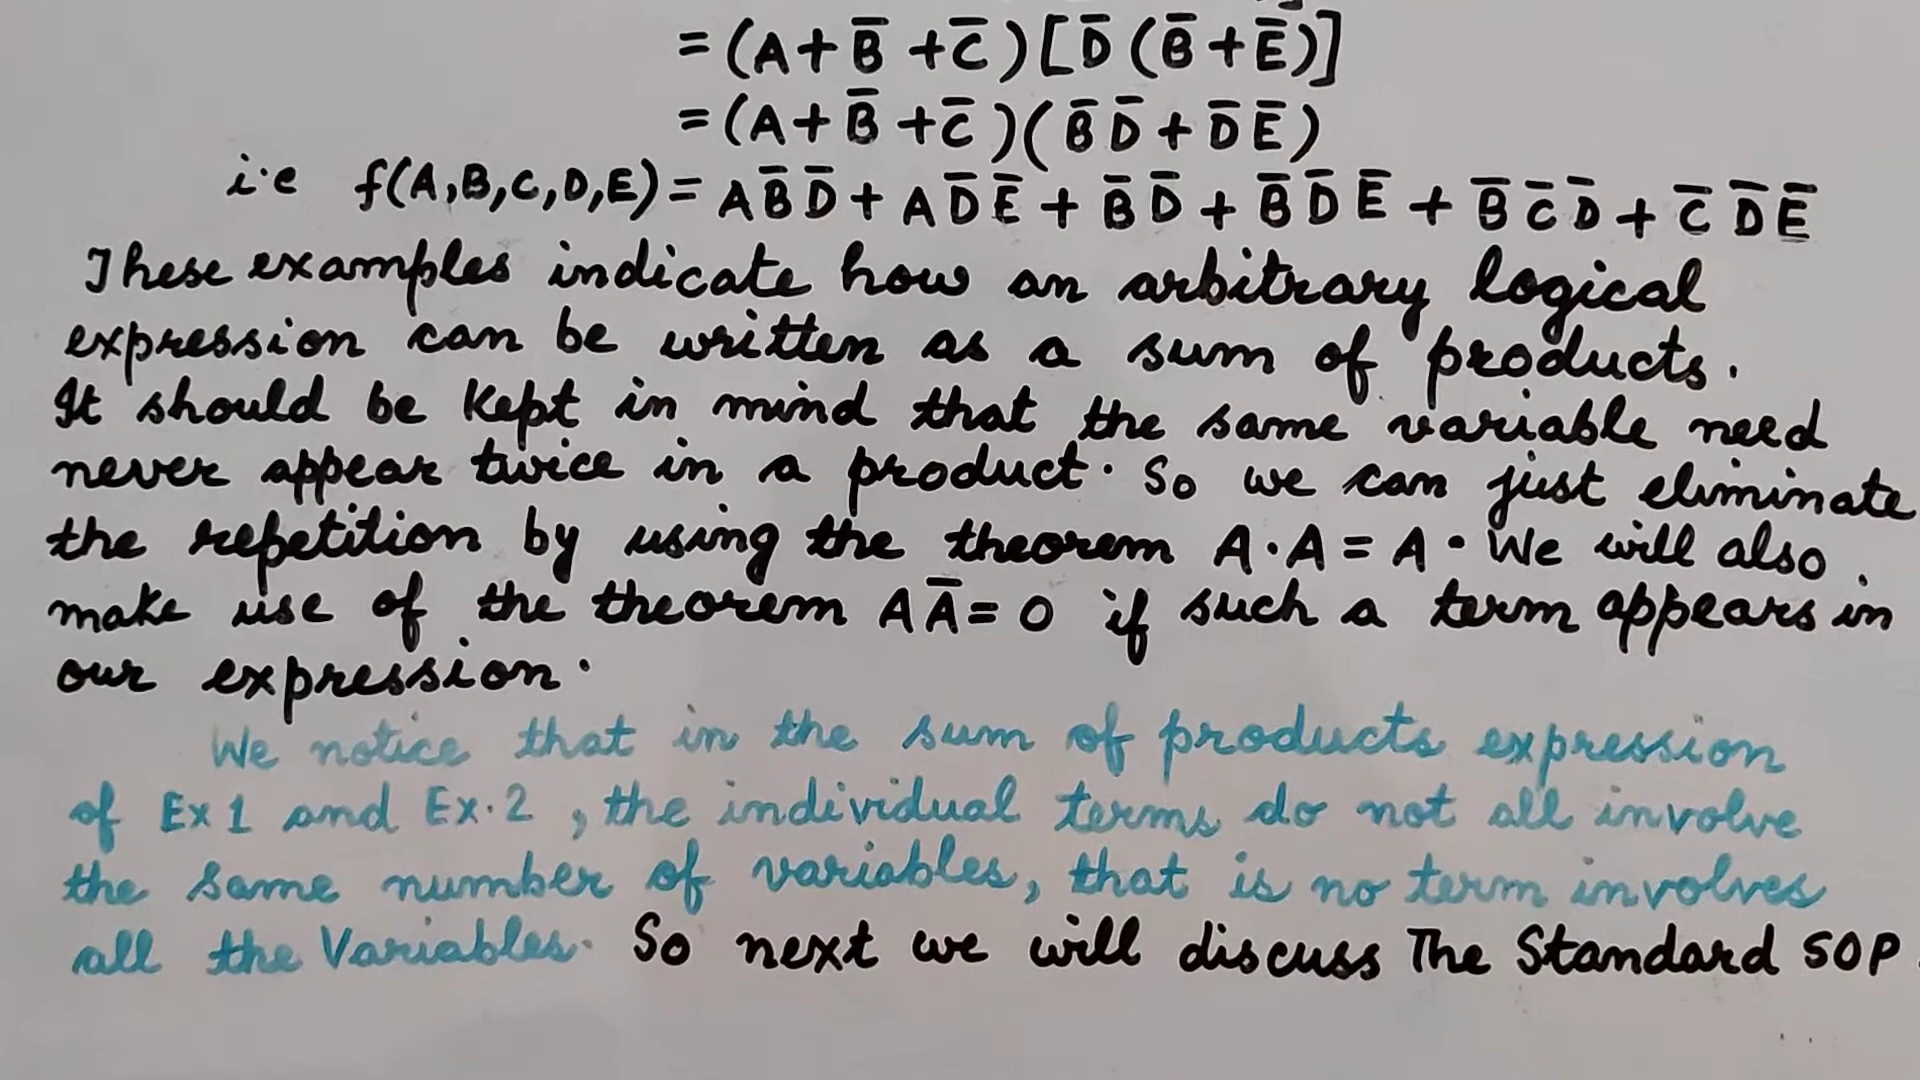 = (A + B̅ + C̅) [D̅ (B̅ + E̅)]
= (A + B̅ + C̅)(B̅ D̅ + D̅ E̅)
i.e f(A,B,C,D,E) = A B̅ D̅ + A D̅ E̅ + B̅ D̅ + B̅ D̅ E̅ + B̅ C̅ D̅ + C̅ D̅ E̅
These examples indicate how an arbitrary logical
expression can be written as a sum of products.
It should be kept in mind that the same variable need
never appear twice in a product. So we can just eliminate
the repetition by using the theorem A·A = A. We will also
make use of the theorem A A̅ = 0 if such a term appears in
our expression.
We notice that in the sum of products expression
of Ex 1 and Ex. 2, the individual terms do not all involve
the same number of variables, that is no term involves
all the Variables. So next we will discuss The Standard SOP.